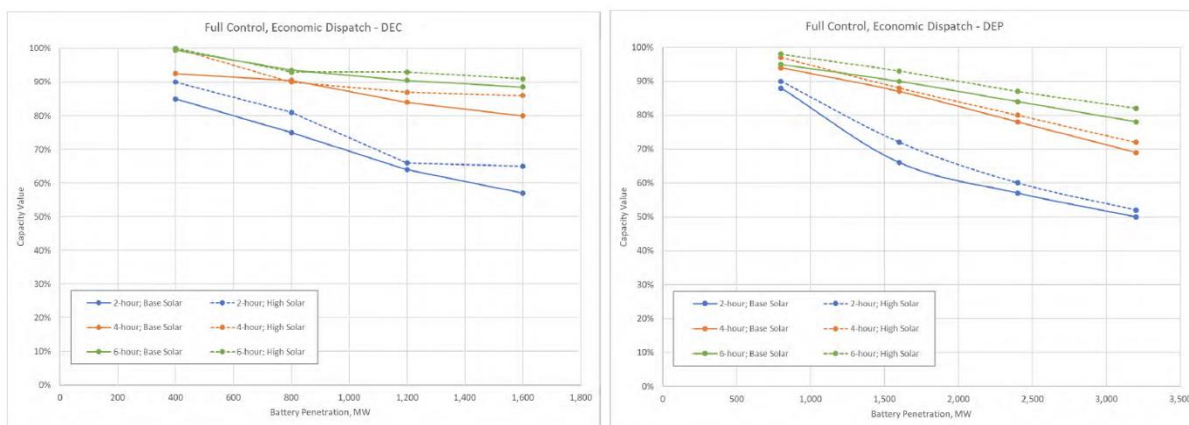 Full Control, Economic Dispatch - DEC
100%
90%
80%
70%
60%
50%
40%
30%
20%
10%
0%
Capacity Value
2-hour; Base Solar 2-hour; High Solar
4-hour; Base Solar 4-hour; High Solar
6-hour; Base Solar 6-hour; High Solar
0 200 400 600 800 1,000 1,200 1,400 1,600 1,800
Battery Penetration, MW
Full Control, Economic Dispatch - DEP
100%
90%
80%
70%
60%
50%
40%
30%
20%
10%
0%
Capacity Value
2-hour; Base Solar 2-hour; High Solar
4-hour; Base Solar 4-hour; High Solar
6-hour; Base Solar 6-hour; High Solar
0 500 1,000 1,500 2,000 2,500 3,000 3,500
Battery Penetration, MW